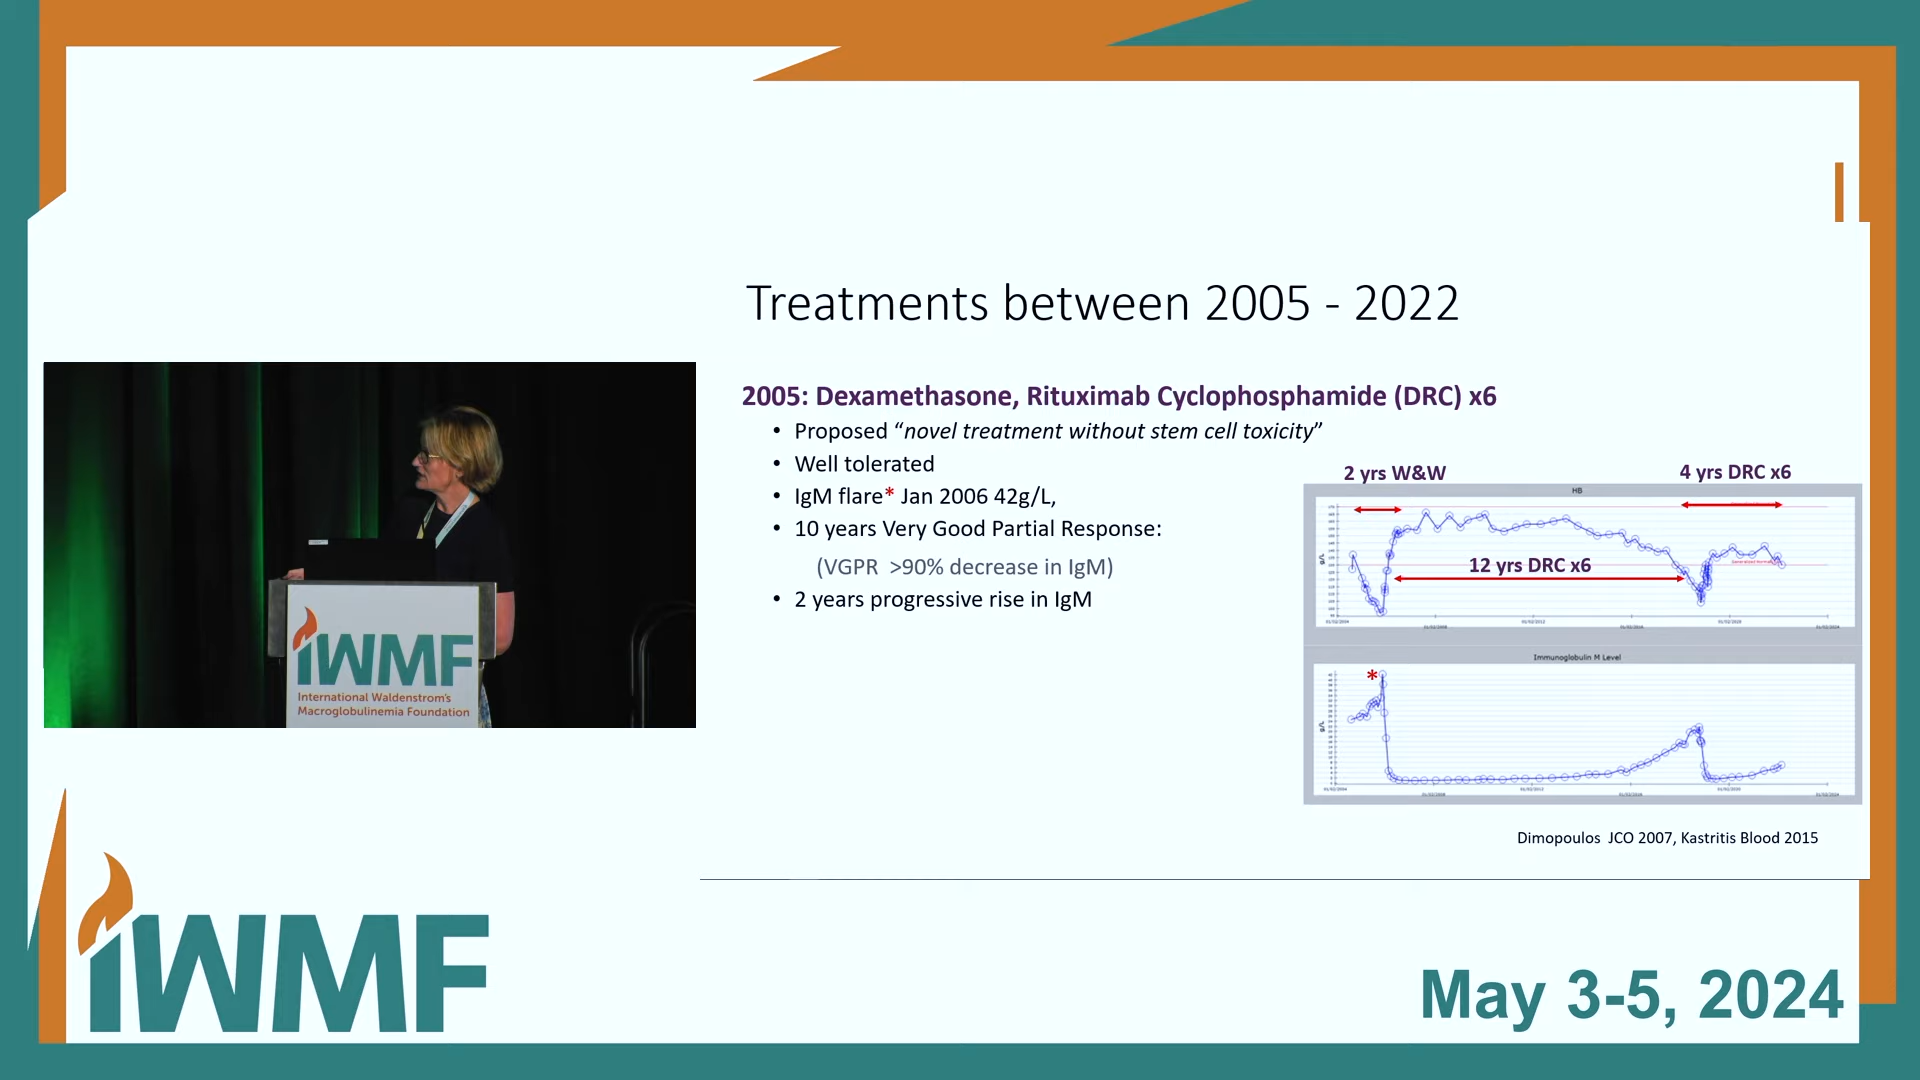 Treatments between 2005 - 2022
2005: Dexamethasone, Rituximab Cyclophosphamide (DRC) x6
• Proposed “novel treatment without stem cell toxicity”
• Well tolerated
• IgM flare* Jan 2006 42g/L,
• 10 years Very Good Partial Response:
(VGPR >90% decrease in IgM)
• 2 years progressive rise in IgM
2 yrs W&W
4 yrs DRC x6
HB
g/L
12 yrs DRC x6
Immunoglobulin M Level
*
g/L
Dimopoulos JCO 2007, Kastritis Blood 2015
iWMF
International Waldenstrom's
Macroglobulinemia Foundation
iWMF
May 3-5, 2024